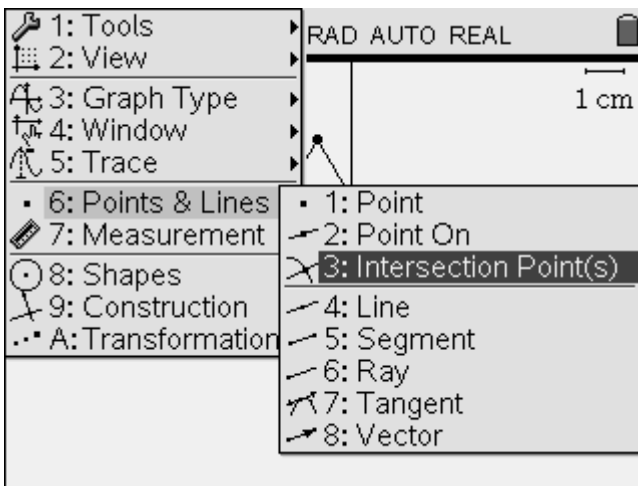 1: Tools
2: View
3: Graph Type
4: Window
5: Trace
6: Points & Lines
7: Measurement
8: Shapes
9: Construction
A: Transformation
RAD AUTO REAL
1 cm
1: Point
2: Point On
3: Intersection Point(s)
4: Line
5: Segment
6: Ray
7: Tangent
8: Vector